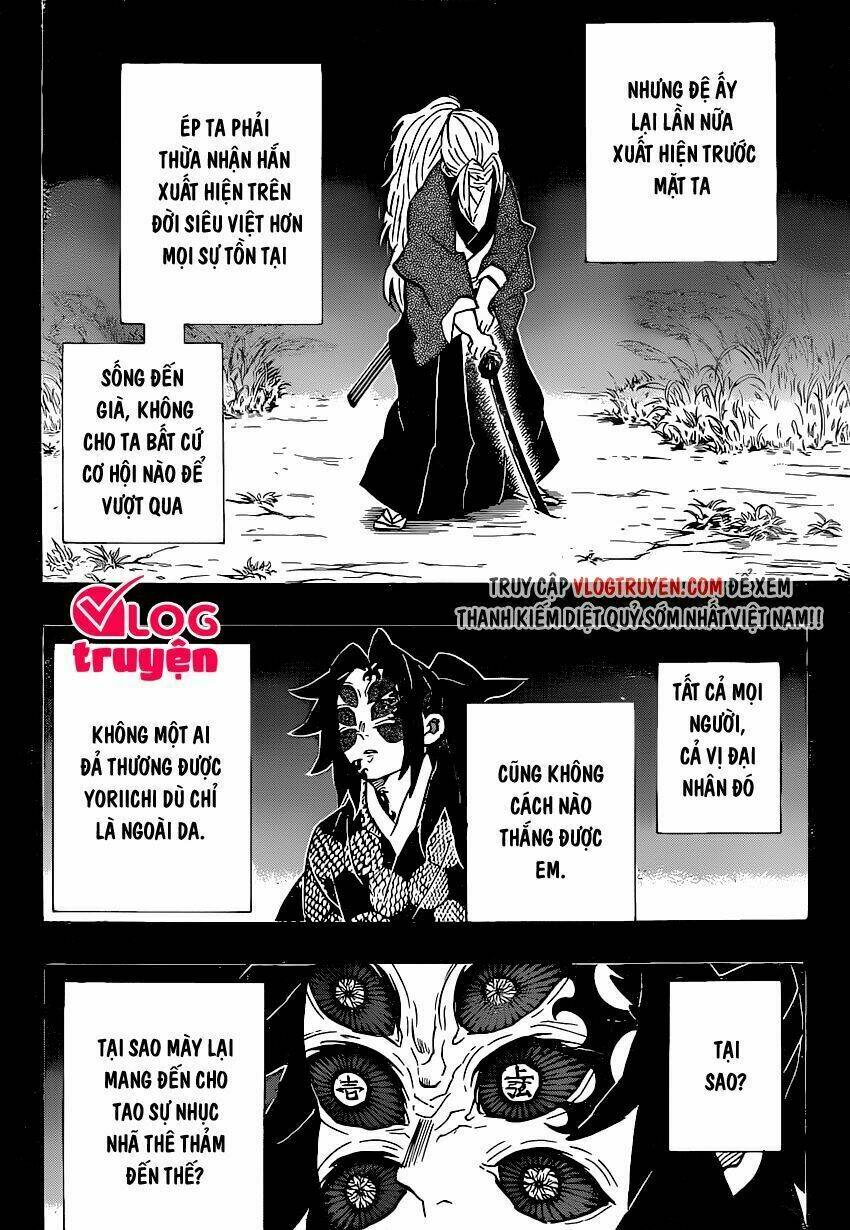 NHƯNG ĐỆ ẤY
LẠI LẦN NỮA
XUẤT HIỆN TRƯỚC
MẶT TA
ÉP TA PHẢI
THỪA NHẬN HẮN
XUẤT HIỆN TRÊN
ĐỜI SIÊU VIỆT HƠN
MỌI SỰ TỒN TẠI
SỐNG ĐẾN
GIÀ, KHÔNG
CHO TA BẤT CỨ
CƠ HỘI NÀO ĐỂ
VƯỢT QUA
TRUY CẬP VLOGTRUYEN.COM ĐỂ XEM
THANH KIẾM DIỆT QUỶ SỚM NHẤT VIỆT NAM!!
VLOG
truyện
TẤT CẢ MỌI
NGƯỜI,
CẢ VỊ ĐẠI
NHÂN ĐÓ
CŨNG KHÔNG
CÁCH NÀO
THẮNG ĐƯỢC
EM.
KHÔNG MỘT AI
ĐẢ THƯƠNG ĐƯỢC
YORIICHI DÙ CHỈ
LÀ NGOÀI DA.
TẠI
SAO?
上弦
壱
TẠI SAO MÀY LẠI
MANG ĐẾN CHO
TAO SỰ NHỤC
NHÃ THÊ THẢM
ĐẾN THẾ?